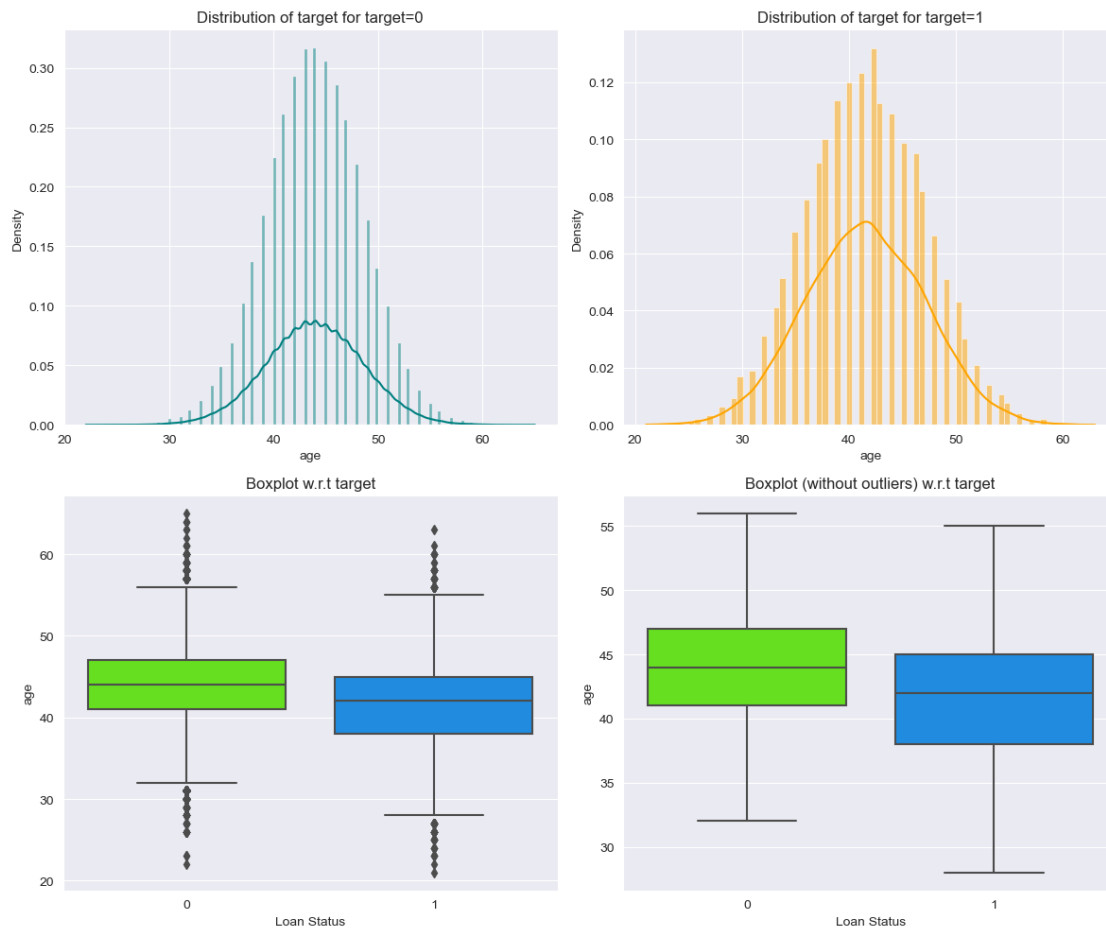 Distribution of target for target=0
Density
0.30
0.25
0.20
0.15
0.10
0.05
0.00
20 30 40 50 60
age
Distribution of target for target=1
Density
0.12
0.10
0.08
0.06
0.04
0.02
0.00
20 30 40 50 60
age
Boxplot w.r.t target
age
60
50
40
30
20
0 1
Loan Status
Boxplot (without outliers) w.r.t target
age
55
50
45
40
35
30
0 1
Loan Status